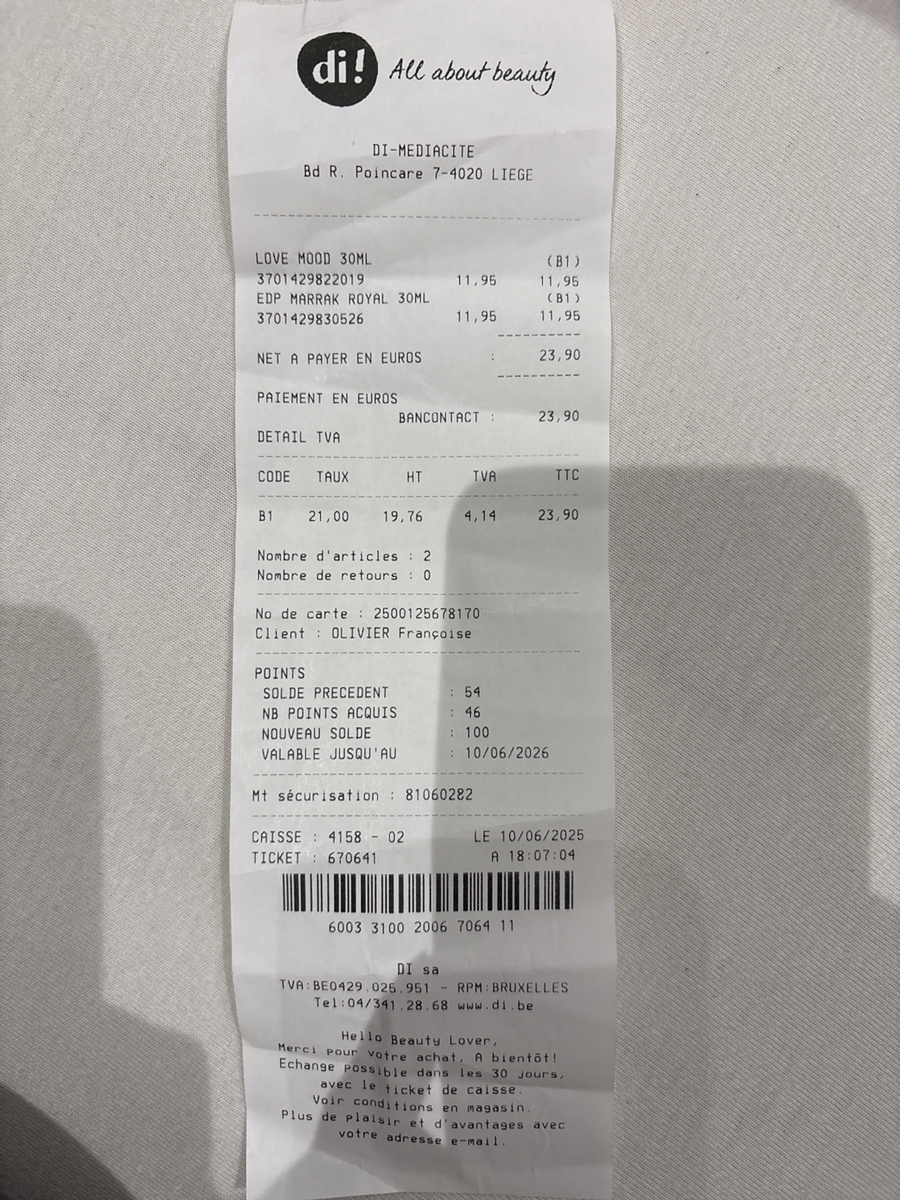 di! All about beauty
DI-MEDIACITE
Bd R. Poincare 7-4020 LIEGE
LOVE MOOD 30ML (B1)
3701429822019 11,95 11,95
EDP MARRAK ROYAL 30ML (B1)
3701429830526 11,95 11,95
NET A PAYER EN EUROS : 23,90
PAIEMENT EN EUROS
BANCONTACT : 23,90
DETAIL TVA
CODE TAUX HT TVA TTC
B1 21,00 19,76 4,14 23,90
Nombre d'articles : 2
Nombre de retours : 0
No de carte : 2500125678170
Client : OLIVIER Françoise
POINTS
SOLDE PRECEDENT : 54
NB POINTS ACQUIS : 46
NOUVEAU SOLDE : 100
VALABLE JUSQU'AU : 10/06/2026
Mt sécurisation : 81060282
CAISSE : 4158 - 02 LE 10/06/2025
TICKET : 670641 A 18:07:04
6003 3100 2006 7064 11
DI sa
TVA:BE0429.025.951 - RPM:BRUXELLES
Tel:04/341.28.68 www.di.be
Hello Beauty Lover,
Merci pour votre achat, A bientôt!
Echange possible dans les 30 jours,
avec le ticket de caisse.
Voir conditions en magasin.
Plus de plaisir et d'avantages avec
votre adresse e-mail.